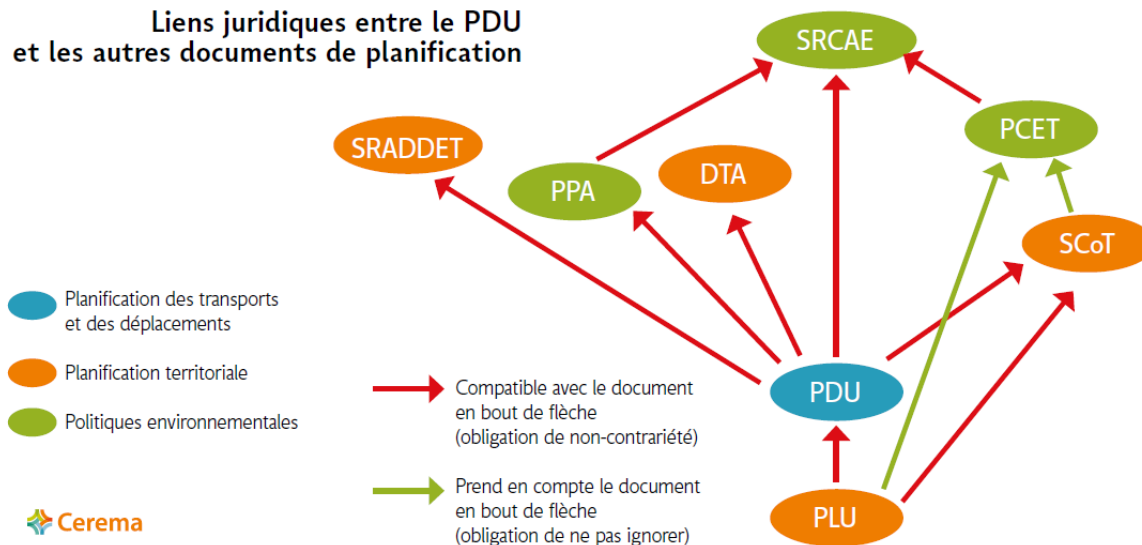 Liens juridiques entre le PDU
et les autres documents de planification
SRCAE
PCET
SRADDET
PPA
DTA
SCoT
Planification des transports
et des déplacements
Planification territoriale
Politiques environnementales
Compatible avec le document
en bout de flèche
(obligation de non-contrariété)
PDU
Prend en compte le document
en bout de flèche
(obligation de ne pas ignorer)
PLU
Cerema